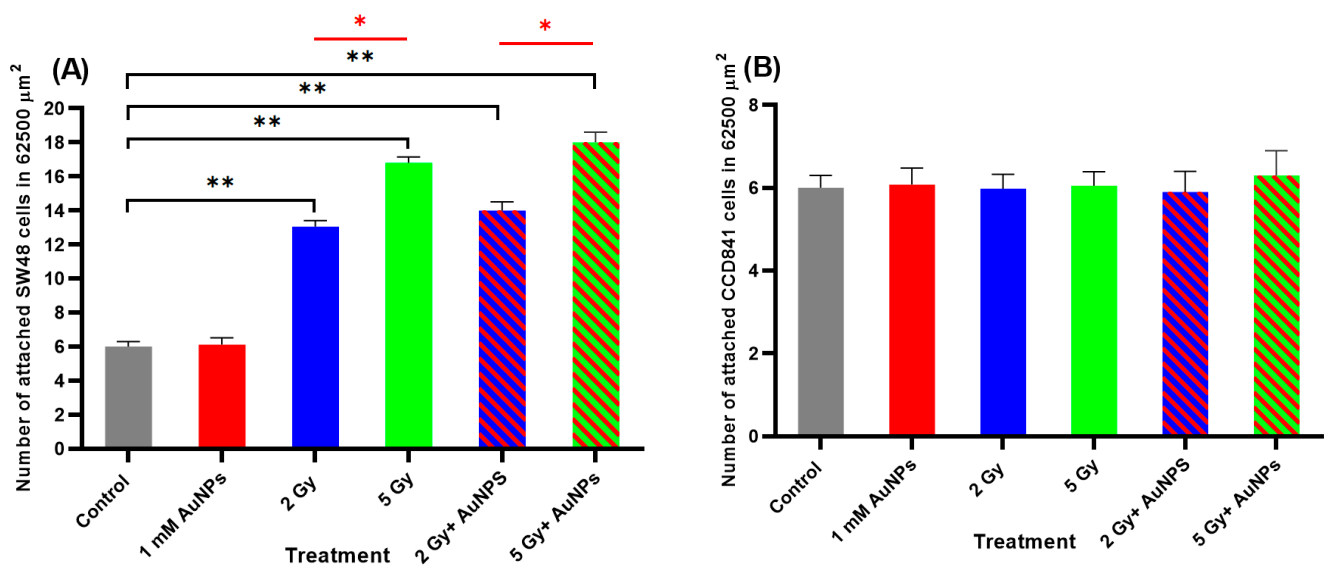 (A)
*
*
**
**
**
**
Number of attached SW48 cells in 62500 μm²
20
18
16
14
12
10
8
6
4
2
0
Control
1 mM AuNPs
2 Gy
5 Gy
2 Gy+ AuNPS
5 Gy+ AuNPs
Treatment
(B)
Number of attached CCD841 cells in 62500 μm²
8
6
4
2
0
Control
1 mM AuNPs
2 Gy
5 Gy
2 Gy+ AuNPS
5 Gy+ AuNPs
Treatment